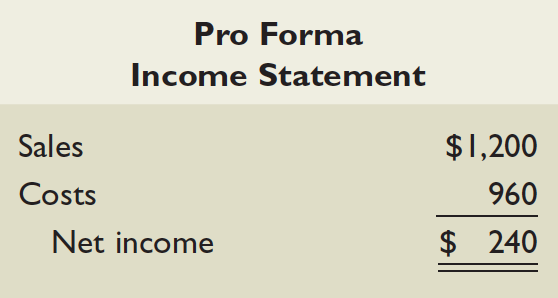 Pro Forma
Income Statement
Sales $1,200
Costs 960
Net income $ 240